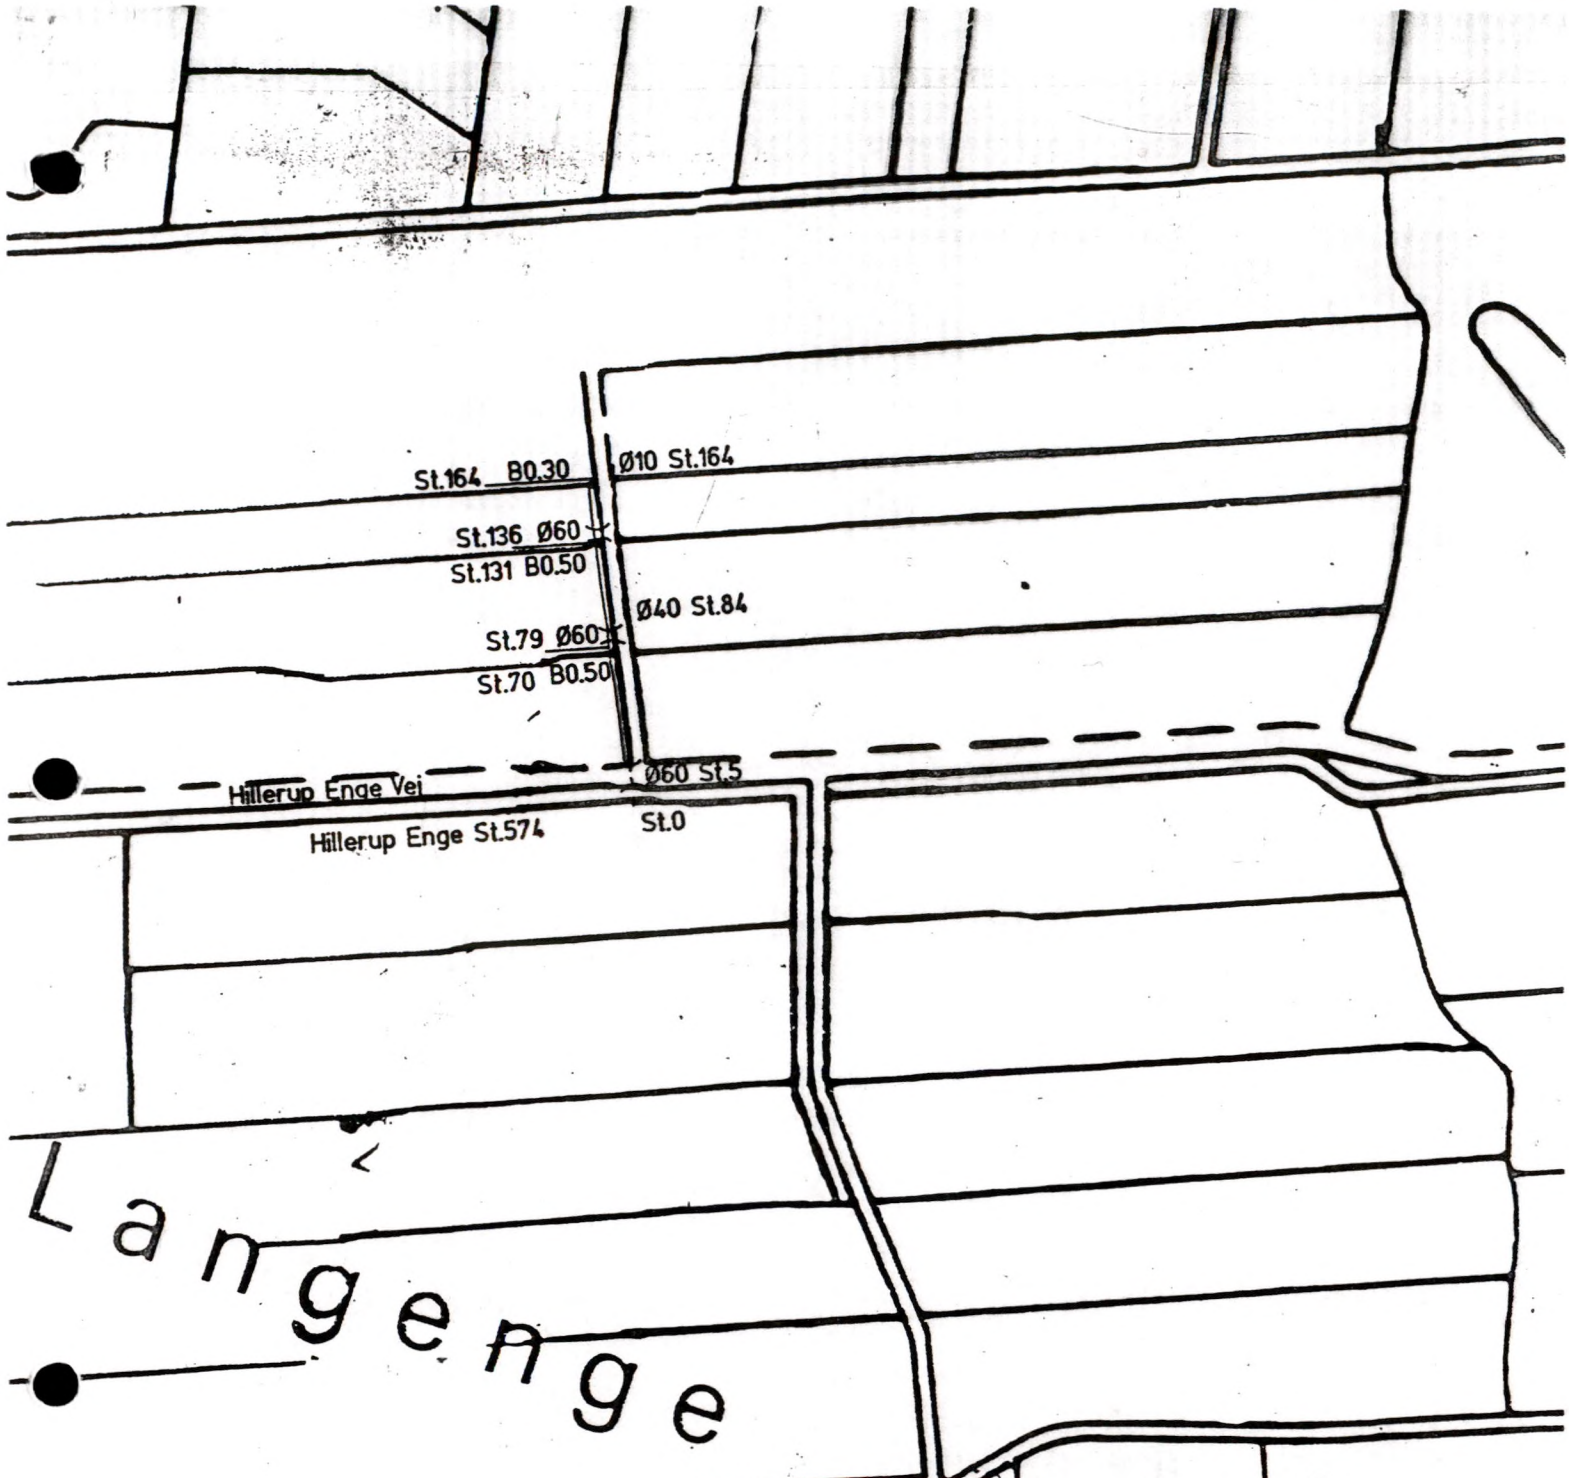 St.164 B0.30
Ø10 St.164
St.136 Ø60
St.131 B0.50
Ø40 St.84
St.79 Ø60
St.70 B0.50
Ø60 St.5
Hillerup Enge Vej
St.0
Hillerup Enge St.574
Langenge